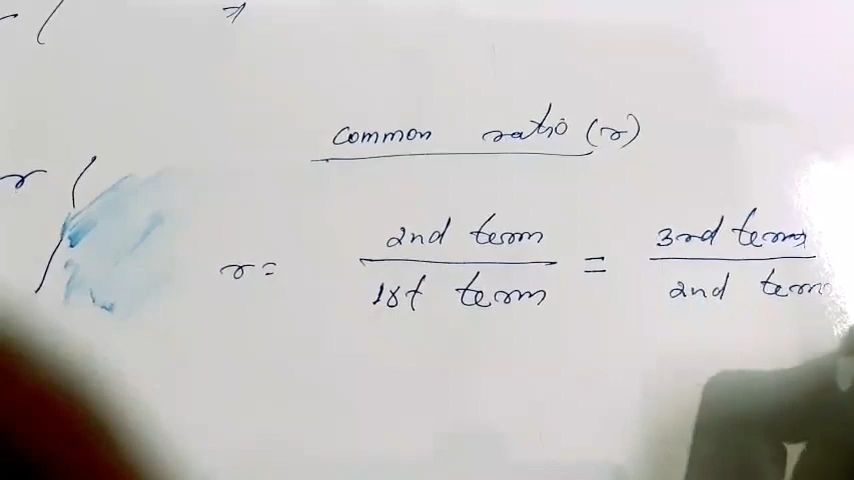 common ratio (r)
r = 2nd term / 1st term = 3rd term / 2nd term
r